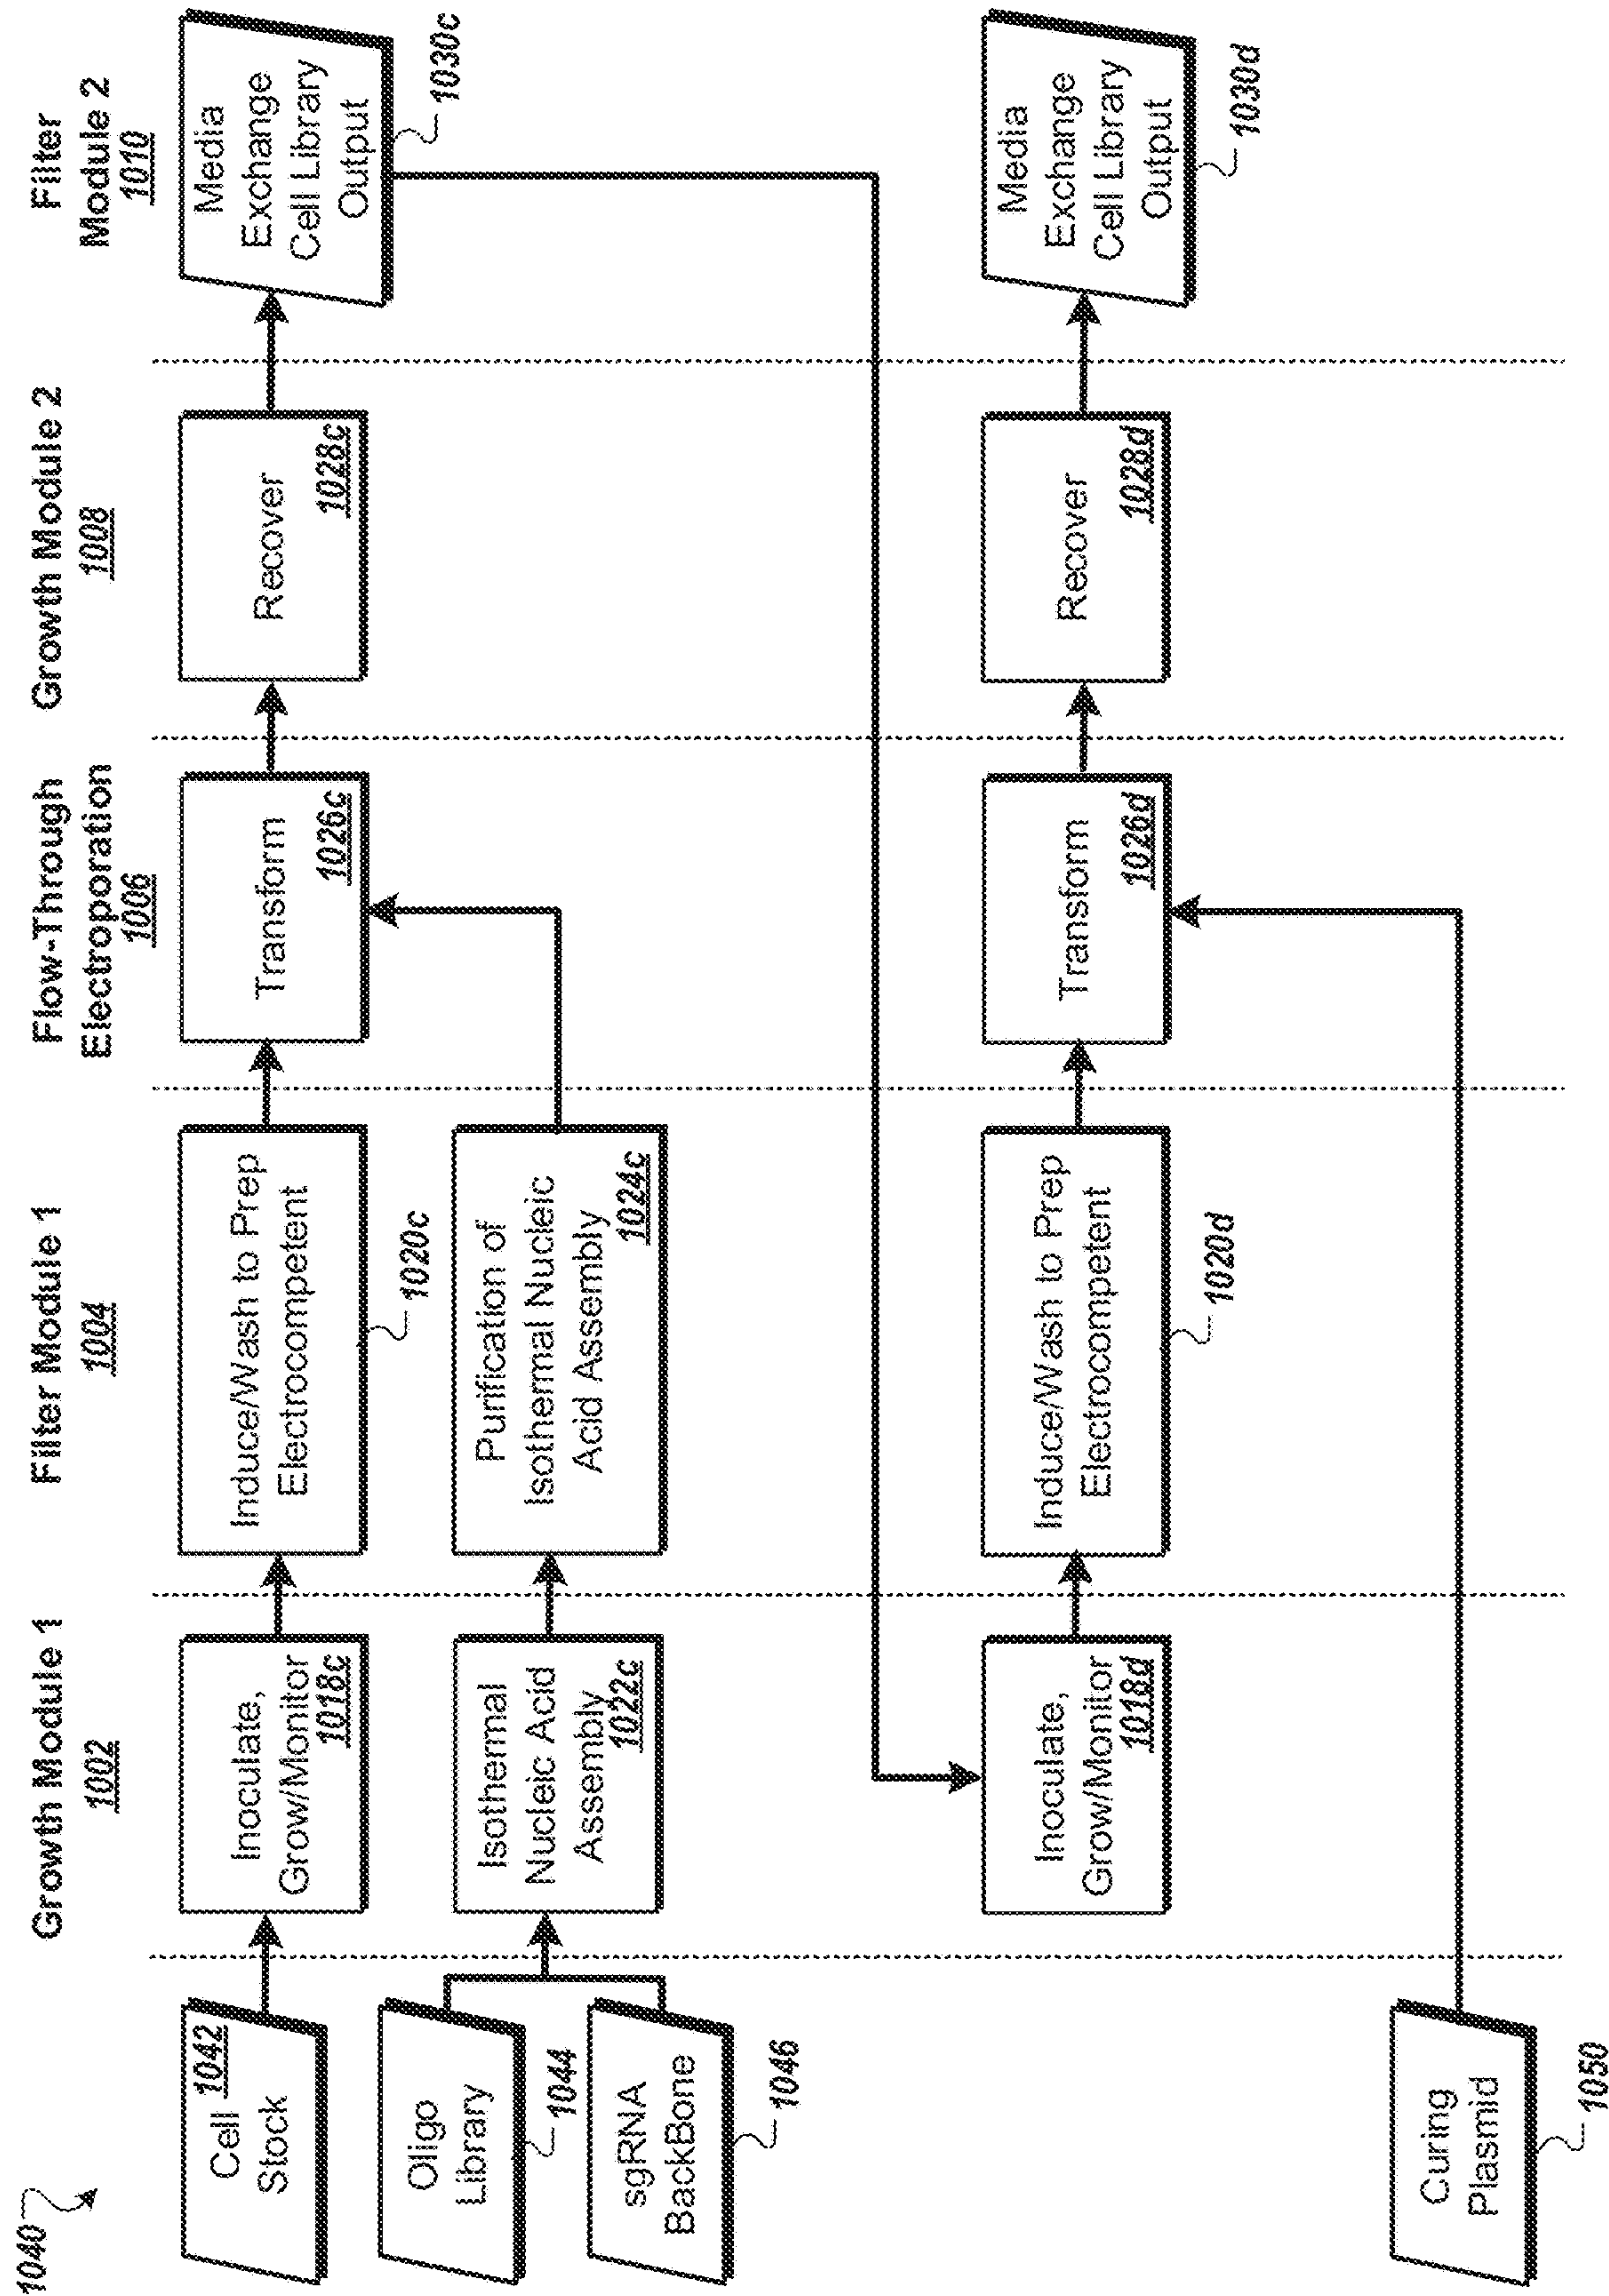 1040
Growth Module 1
1002
Filter Module 1
1004
Flow-Through
Electroporation
1006
Growth Module 2
1008
Filter
Module 2
1010
Cell
1042
Stock
Inoculate,
Grow/Monitor
1018c
Induce/Wash to Prep
Electrocompetent
1020c
Transform
1026c
Recover
1028c
Media
Exchange
Cell Library
Output
1030c
Oligo
Library
1044
sgRNA
BackBone
1046
Isothermal
Nucleic Acid
Assembly
1022c
Purification of
Isothermal Nucleic
Acid Assembly
1024c
Inoculate,
Grow/Monitor
1018d
Induce/Wash to Prep
Electrocompetent
1020d
Transform
1026d
Recover
1028d
Media
Exchange
Cell Library
Output
1030d
Curing
Plasmid
1050